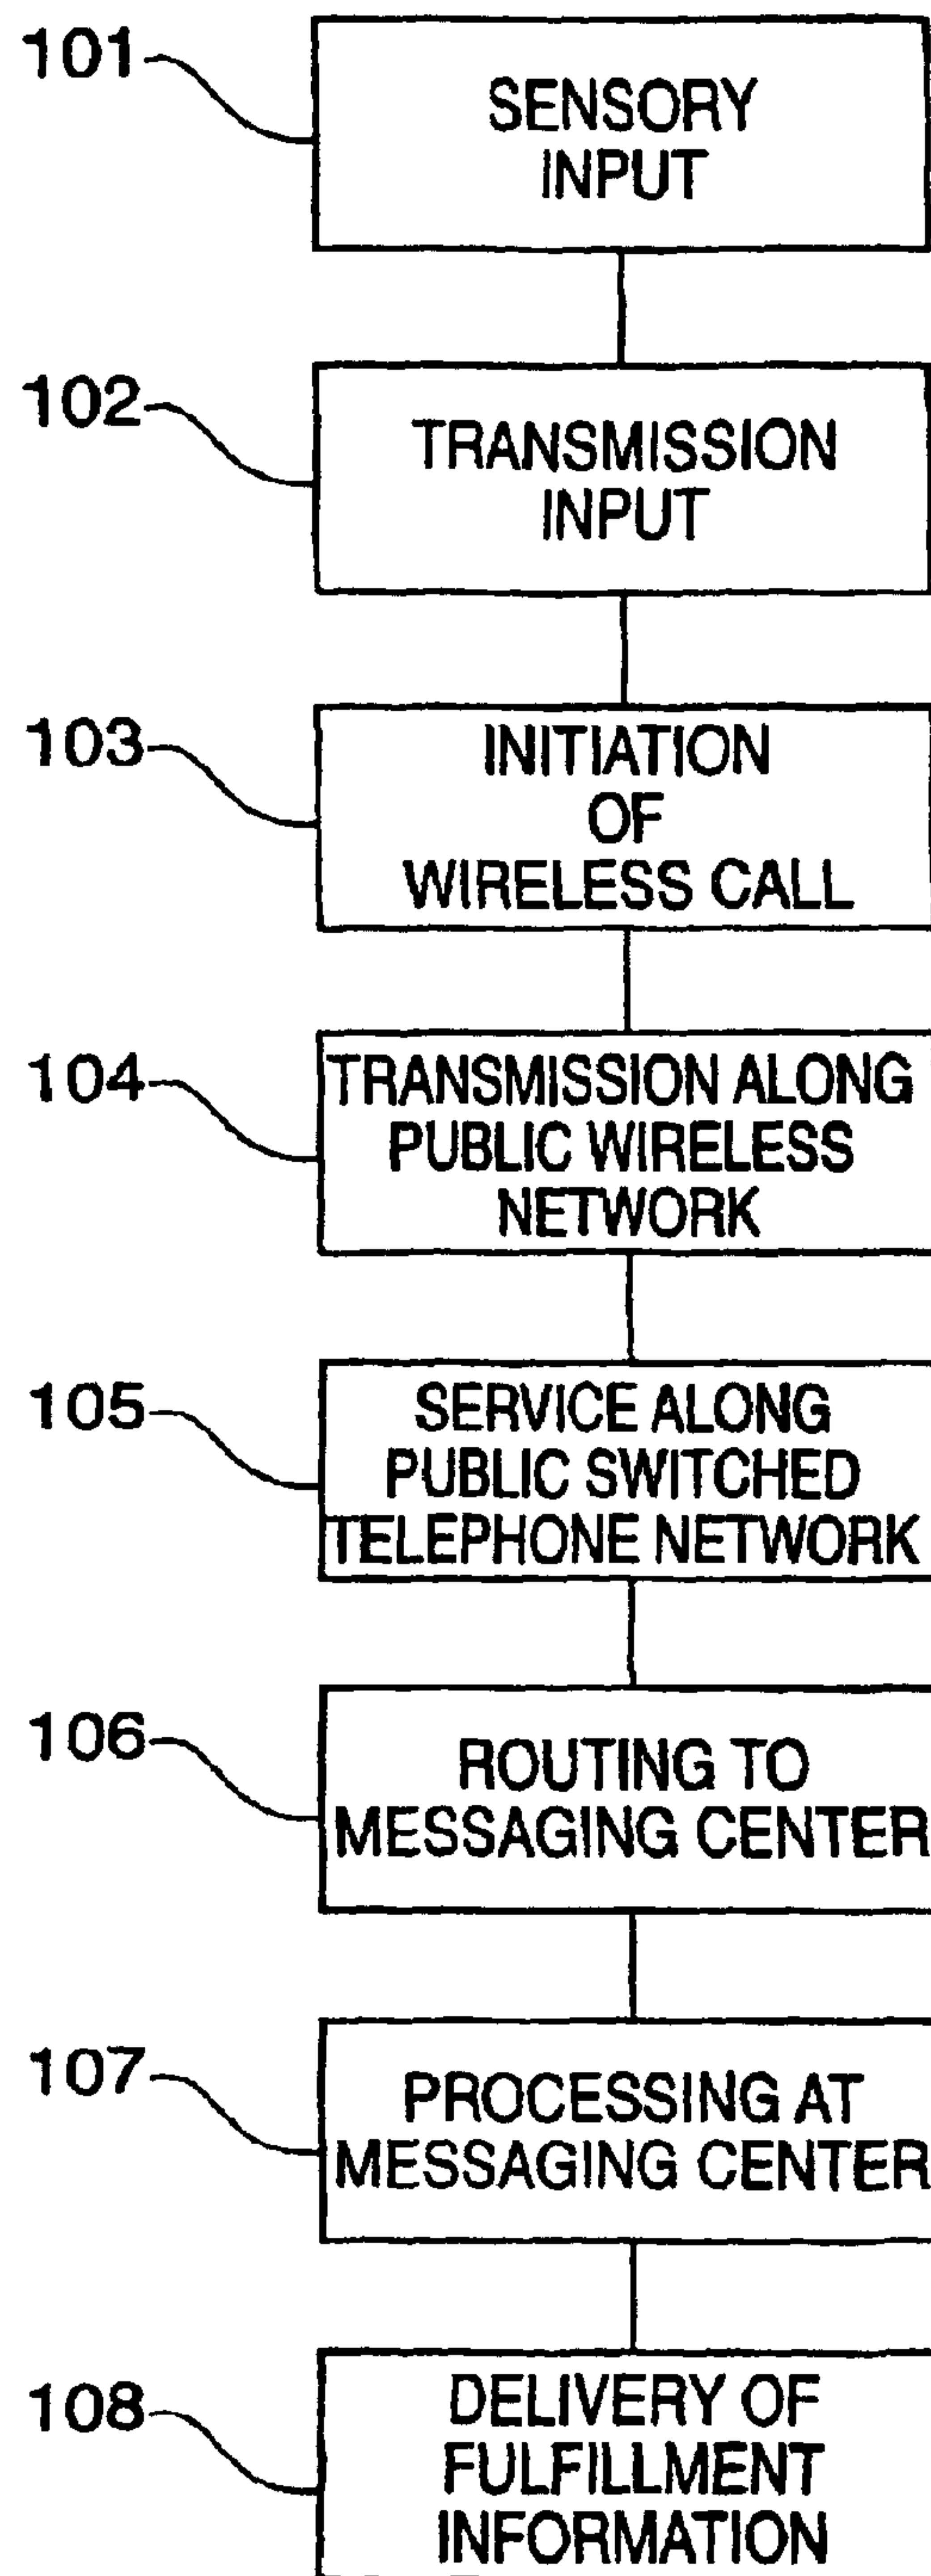 101
SENSORY
INPUT
102
TRANSMISSION
INPUT
103
INITIATION
OF
WIRELESS CALL
104
TRANSMISSION ALONG
PUBLIC WIRELESS
NETWORK
105
SERVICE ALONG
PUBLIC SWITCHED
TELEPHONE NETWORK
106
ROUTING TO
MESSAGING CENTER
107
PROCESSING AT
MESSAGING CENTER
108
DELIVERY OF
FULFILLMENT
INFORMATION